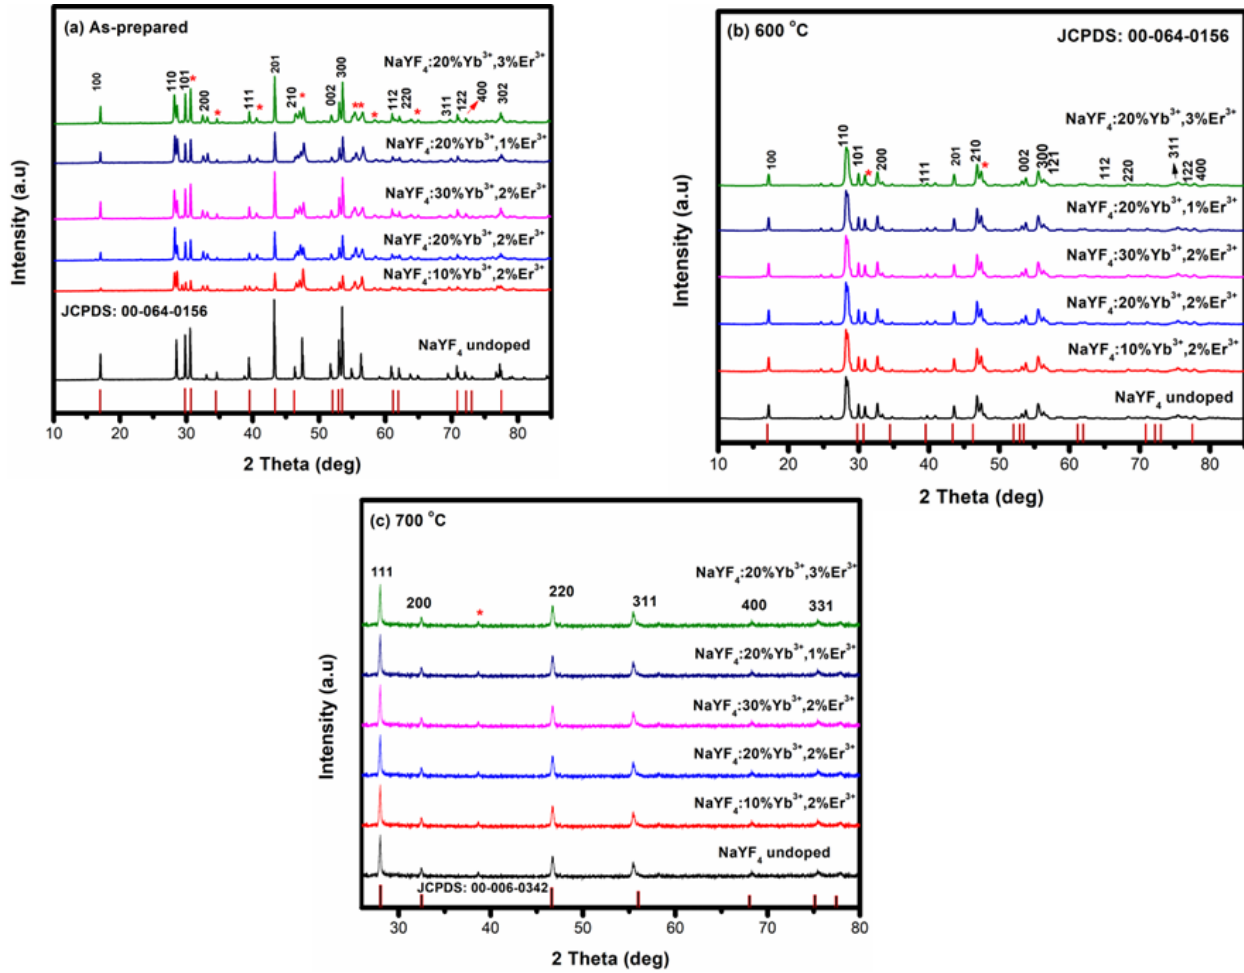 (a) As-prepared
NaYF4:20%Yb3+,3%Er3+
100
110
101
*
200
*
111
*
201
210
*
002
300
**
*
112
220
*
311
122
400
302
NaYF4:20%Yb3+,1%Er3+
NaYF4:30%Yb3+,2%Er3+
NaYF4:20%Yb3+,2%Er3+
NaYF4:10%Yb3+,2%Er3+
JCPDS: 00-064-0156
NaYF4 undoped
Intensity (a.u)
10 20 30 40 50 60 70 80
2 Theta (deg)
(b) 600 °C
JCPDS: 00-064-0156
NaYF4:20%Yb3+,3%Er3+
100
110
101
*
200
111
201
210
*
002
300
121
112
220
311
122
400
NaYF4:20%Yb3+,1%Er3+
NaYF4:30%Yb3+,2%Er3+
NaYF4:20%Yb3+,2%Er3+
NaYF4:10%Yb3+,2%Er3+
NaYF4 undoped
Intensity (a.u)
10 20 30 40 50 60 70 80
2 Theta (deg)
(c) 700 °C
NaYF4:20%Yb3+,3%Er3+
111
200
*
220
311
400
331
NaYF4:20%Yb3+,1%Er3+
NaYF4:30%Yb3+,2%Er3+
NaYF4:20%Yb3+,2%Er3+
NaYF4:10%Yb3+,2%Er3+
NaYF4 undoped
JCPDS: 00-006-0342
Intensity (a.u)
30 40 50 60 70 80
2 Theta (deg)